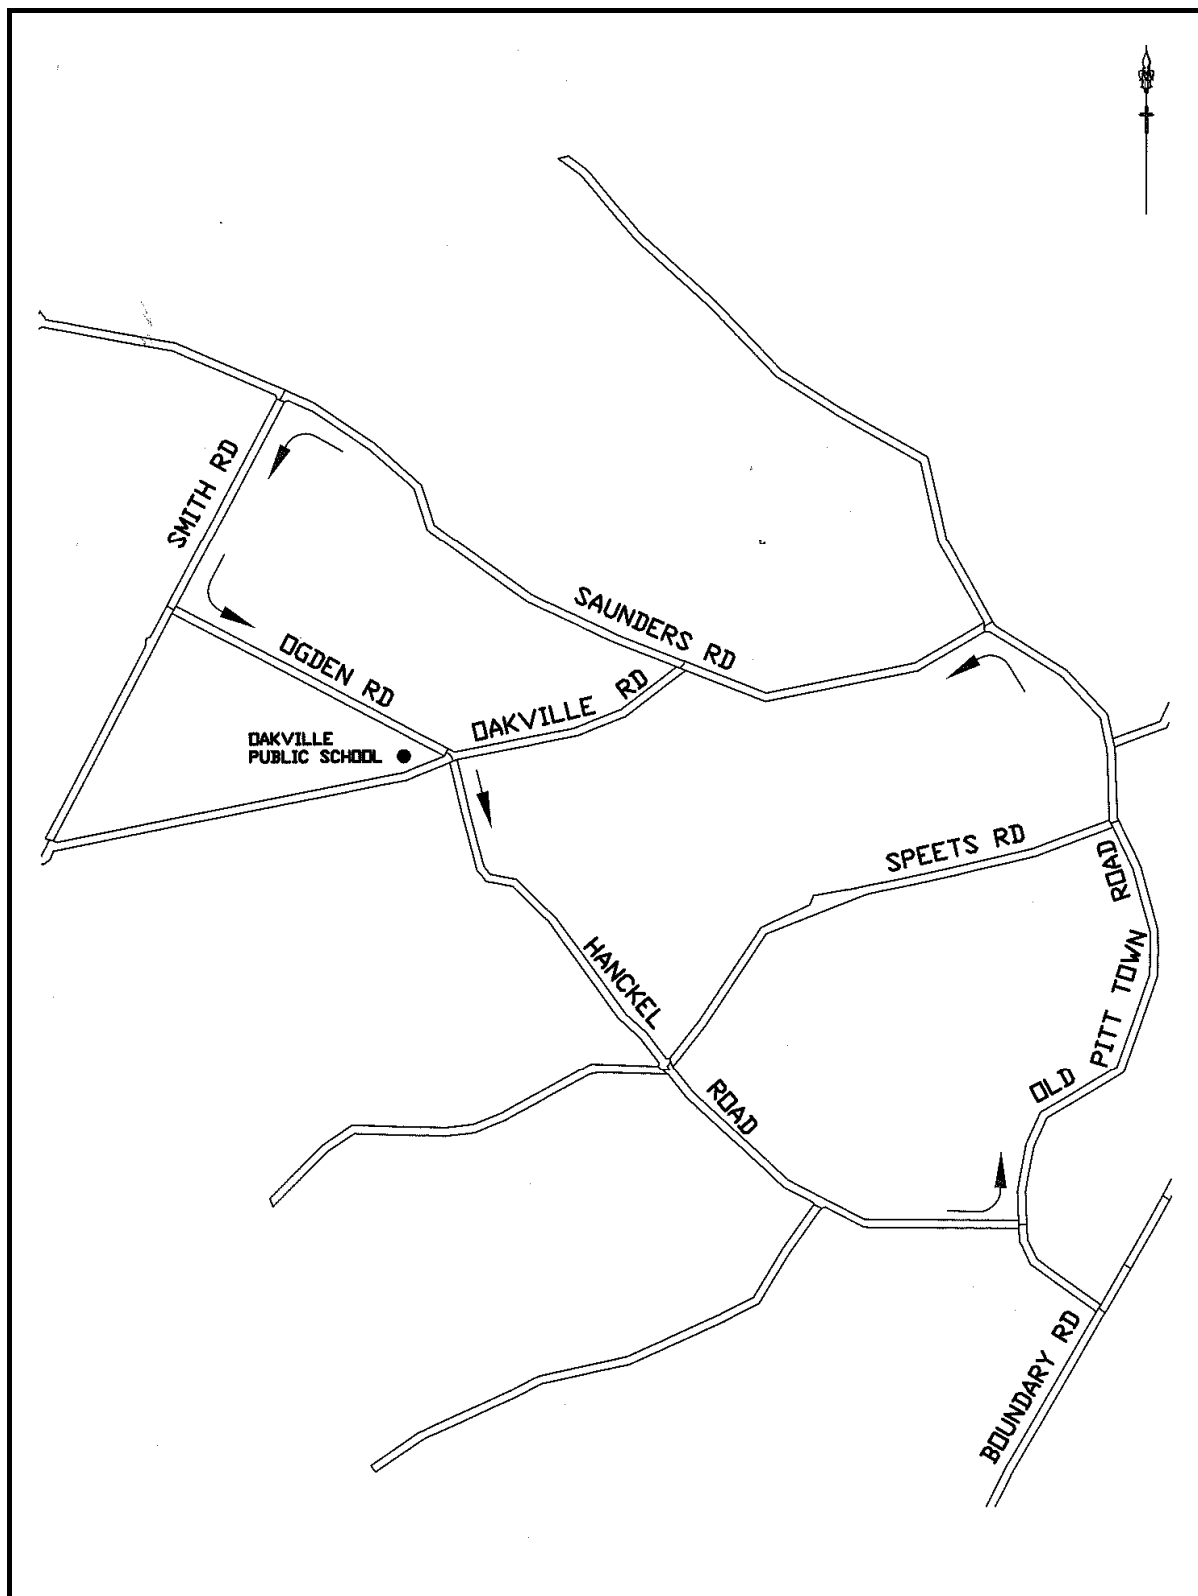 SMITH RD
SAUNDERS RD
OGDEN RD
OAKVILLE RD
OAKVILLE
PUBLIC SCHOOL
SPEETS RD
HANCKEL ROAD
OLD PITT TOWN ROAD
BOUNDARY RD